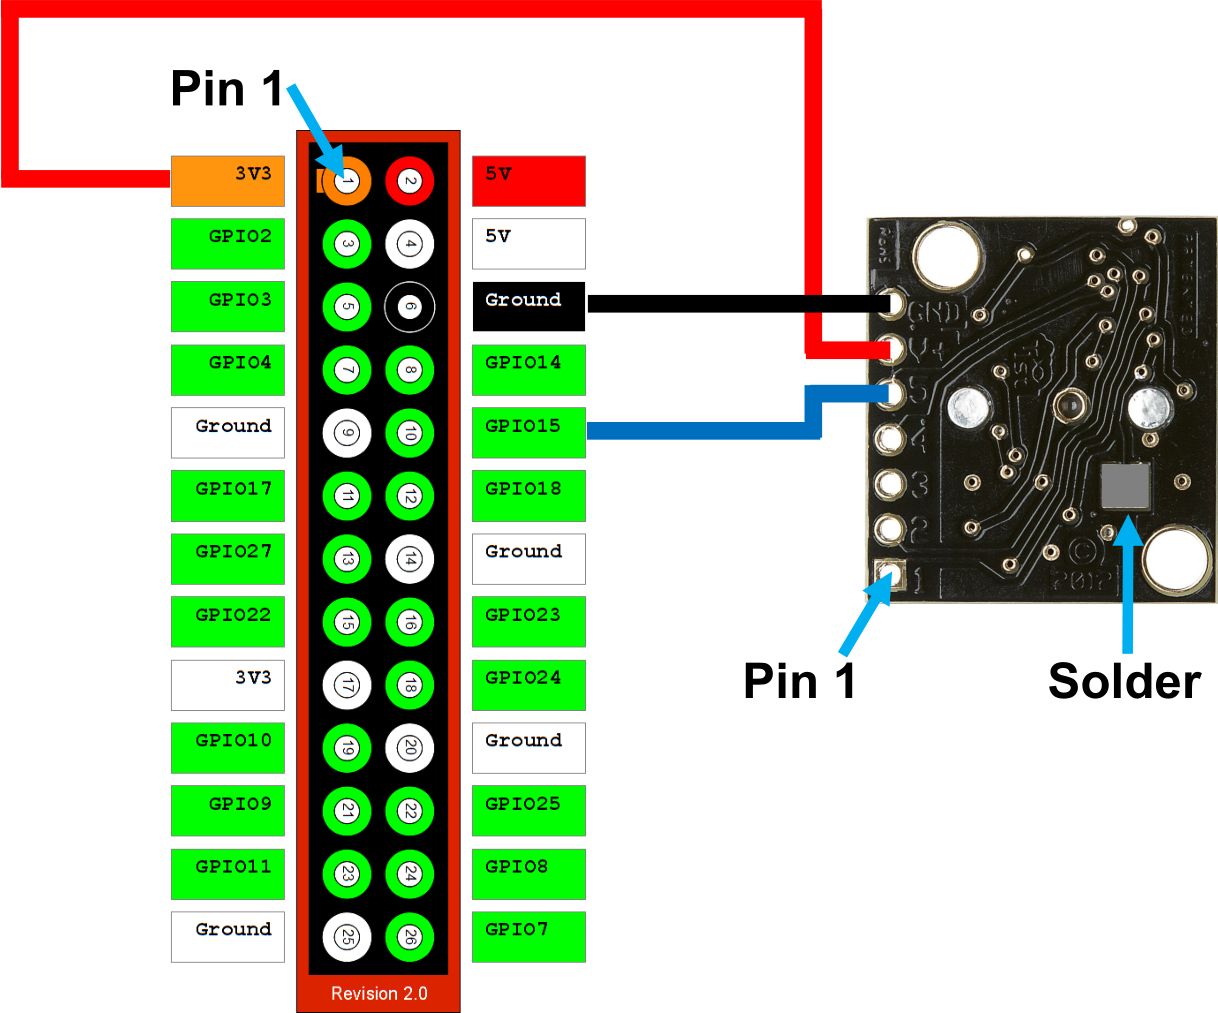 Pin 1
3V3 1 2 5V
GPIO2 3 4 5V
GPIO3 5 6 Ground
GPIO4 7 8 GPIO14
Ground 9 10 GPIO15
GPIO17 11 12 GPIO18
GPIO27 13 14 Ground
GPIO22 15 16 GPIO23
3V3 17 18 GPIO24
GPIO10 19 20 Ground
GPIO9 21 22 GPIO25
GPIO11 23 24 GPIO8
Ground 25 26 GPIO7
Revision 2.0
GND
V+
5
4
3
2
1
© 2012
Pin 1
Solder